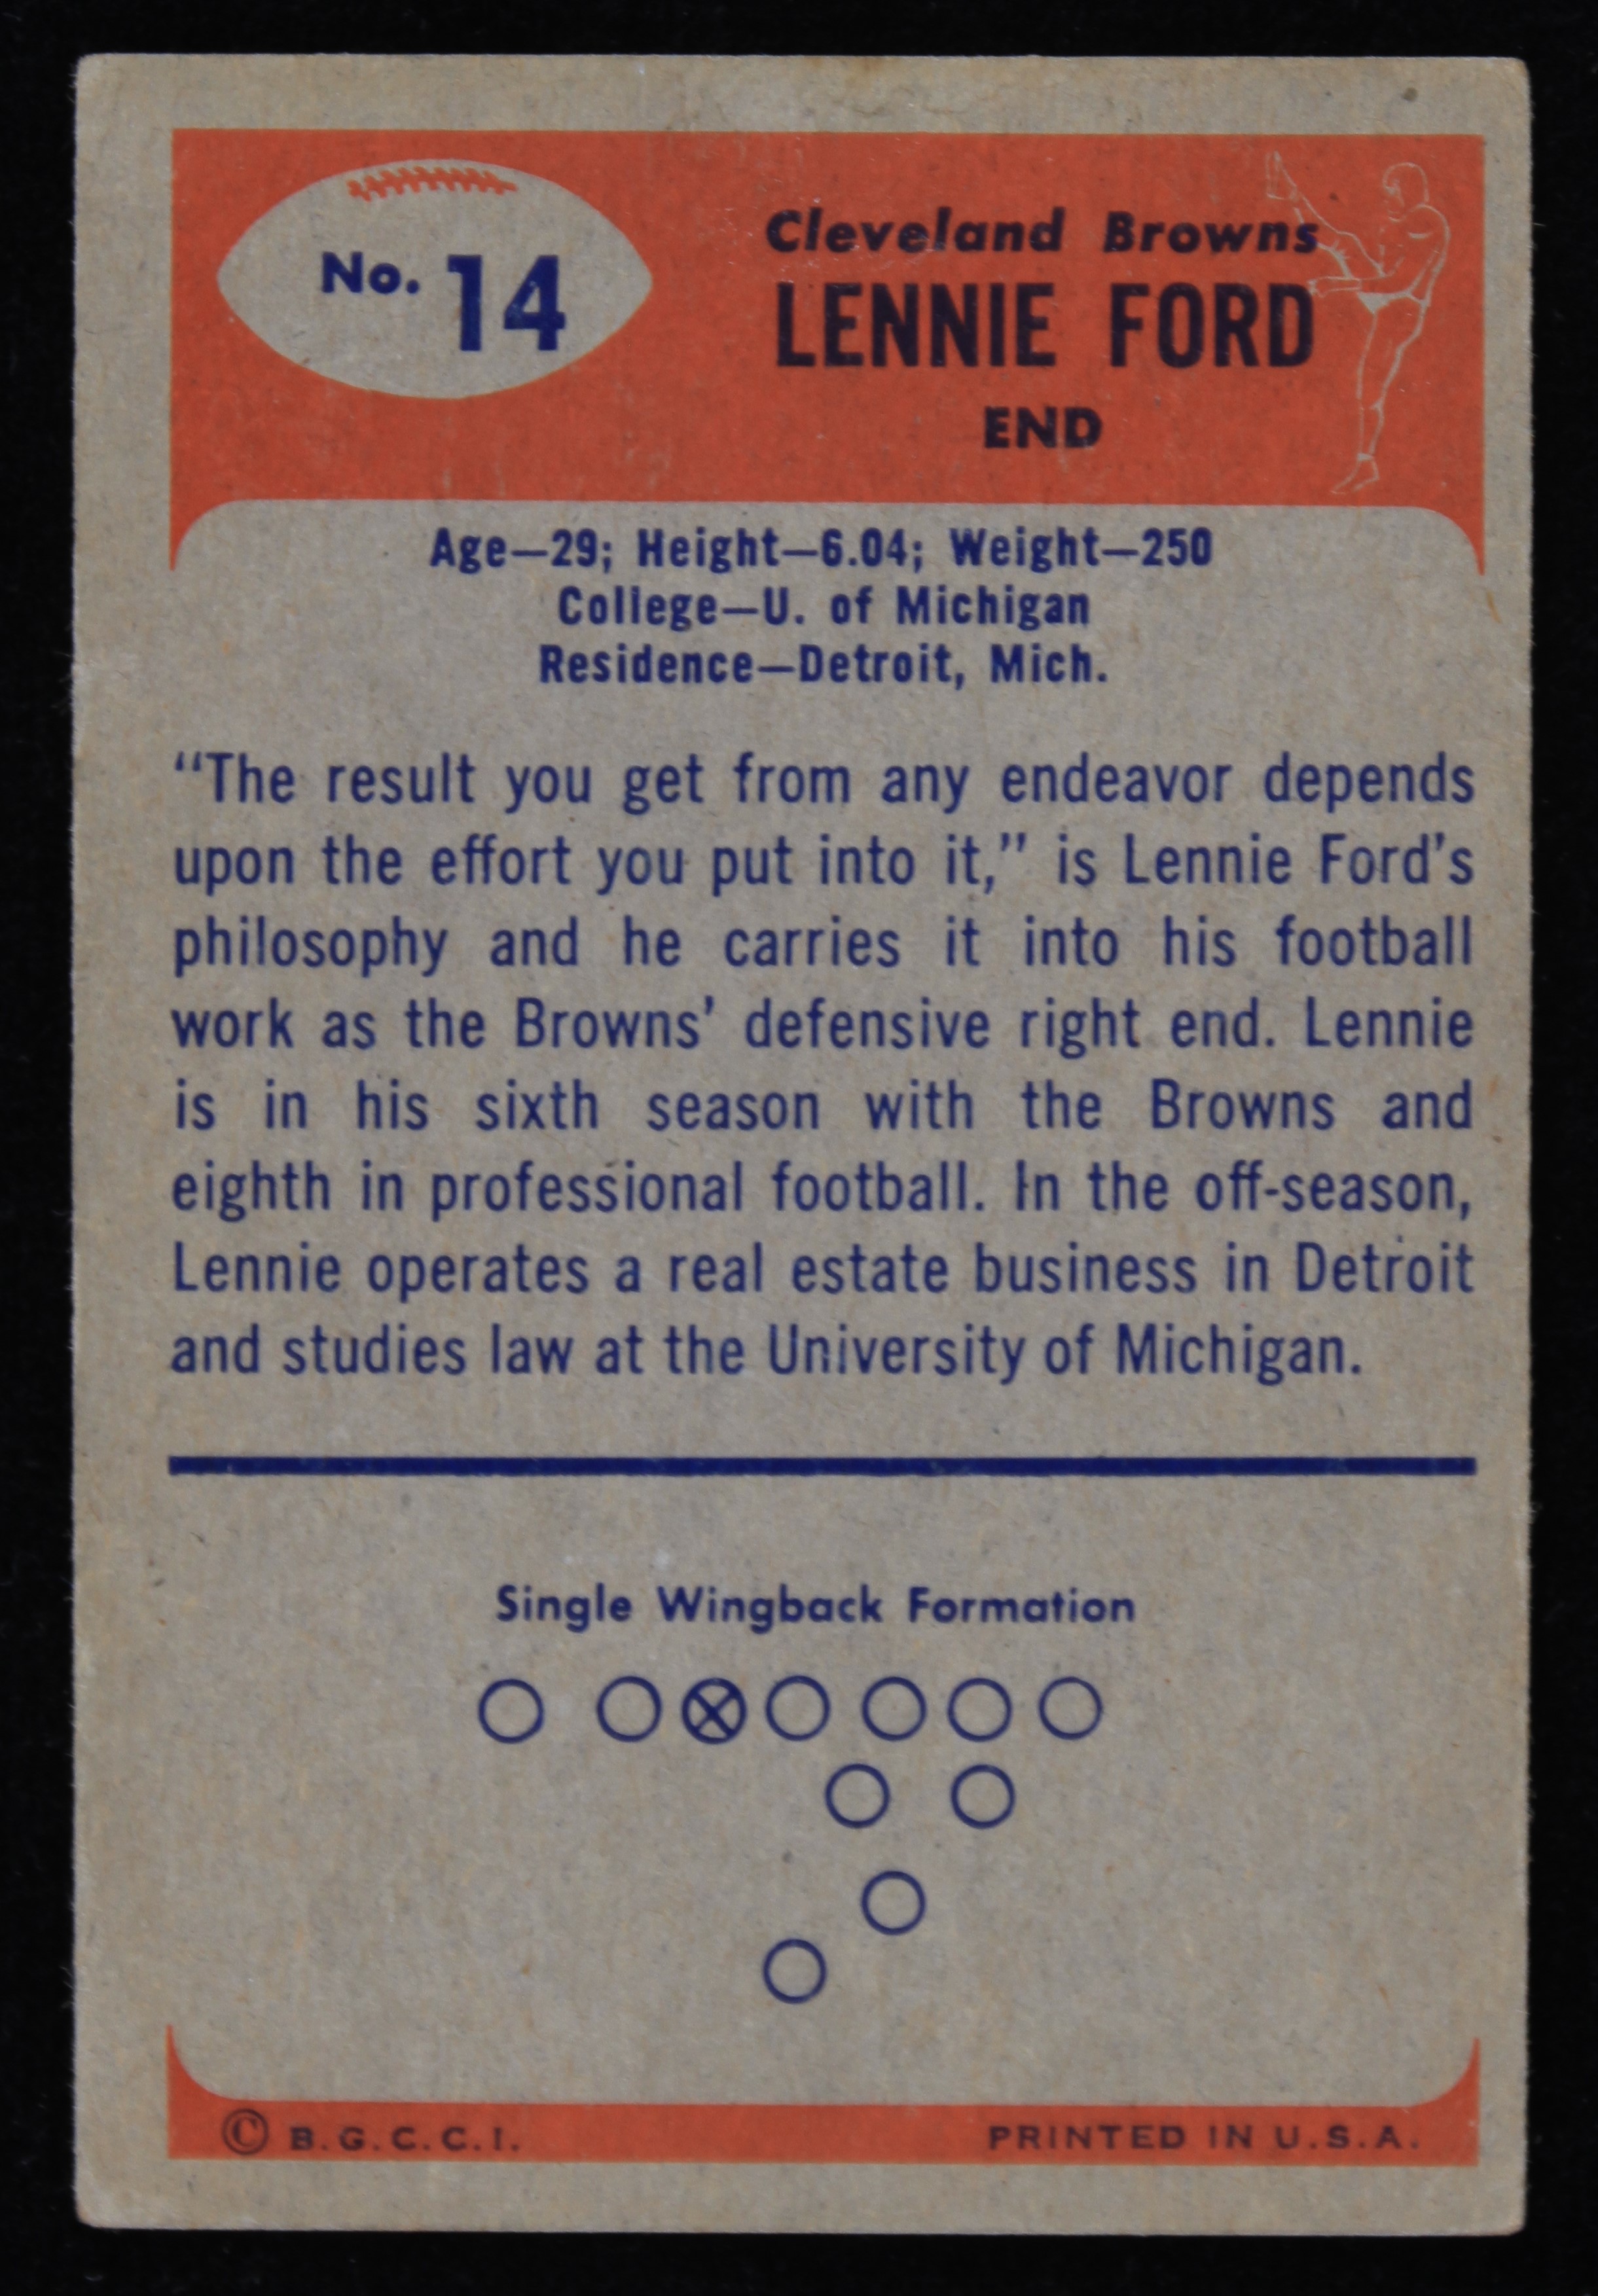 No. 14
Cleveland Browns
LENNIE FORD
END
Age—29; Height—6.04; Weight—250
College—U. of Michigan
Residence—Detroit, Mich.
“The result you get from any endeavor depends
upon the effort you put into it,” is Lennie Ford’s
philosophy and he carries it into his football
work as the Browns’ defensive right end. Lennie
is in his sixth season with the Browns and
eighth in professional football. In the off-season,
Lennie operates a real estate business in Detroit
and studies law at the University of Michigan.
Single Wingback Formation
© B.G.C.C.I.
PRINTED IN U.S.A.